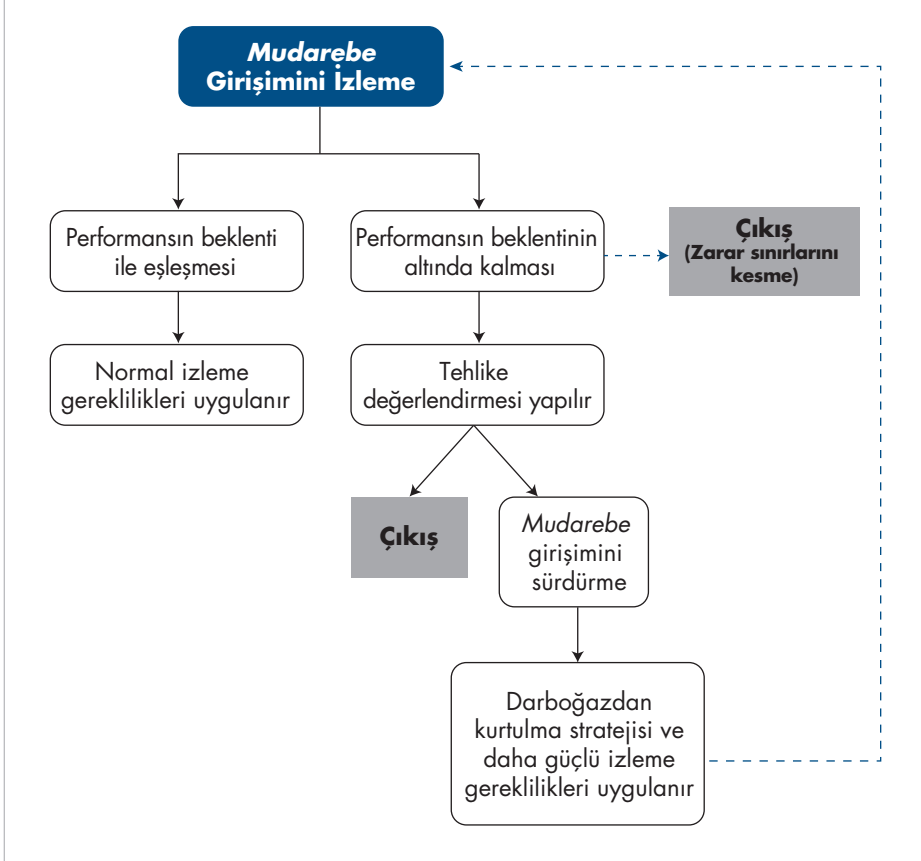 Mudarebe
Girişimini İzleme
Performansın beklenti
ile eşleşmesi
Performansın beklentinin
altında kalması
Çıkış
(Zarar sınırlarını
kesme)
Normal izleme
gereklilikleri uygulanır
Tehlike
değerlendirmesi yapılır
Çıkış
Mudarebe
girişimini
sürdürme
Darboğazdan
kurtulma stratejisi ve
daha güçlü izleme
gereklilikleri uygulanır